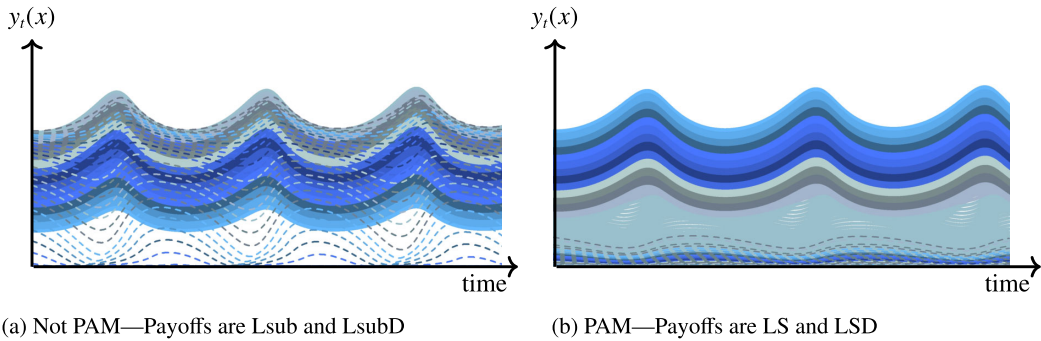 yₜ(x)
yₜ(x)
time
time
(a) Not PAM—Payoffs are Lsub and LsubD
(b) PAM—Payoffs are LS and LSD